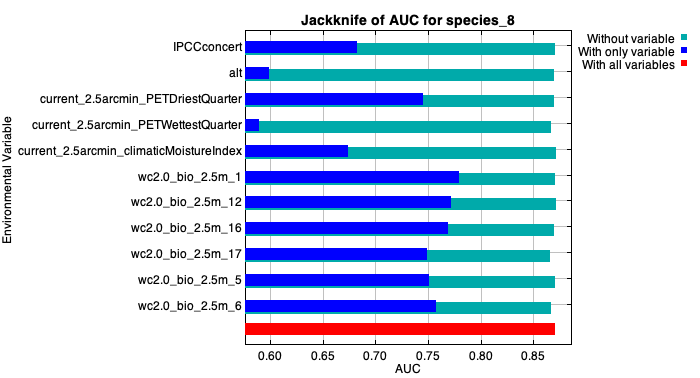 Jackknife of AUC for species_8
Without variable
With only variable
With all variables
Environmental Variable
IPCCconcert
alt
current_2.5arcmin_PETDriestQuarter
current_2.5arcmin_PETWettestQuarter
current_2.5arcmin_climaticMoistureIndex
wc2.0_bio_2.5m_1
wc2.0_bio_2.5m_12
wc2.0_bio_2.5m_16
wc2.0_bio_2.5m_17
wc2.0_bio_2.5m_5
wc2.0_bio_2.5m_6
0.60 0.65 0.70 0.75 0.80 0.85
AUC